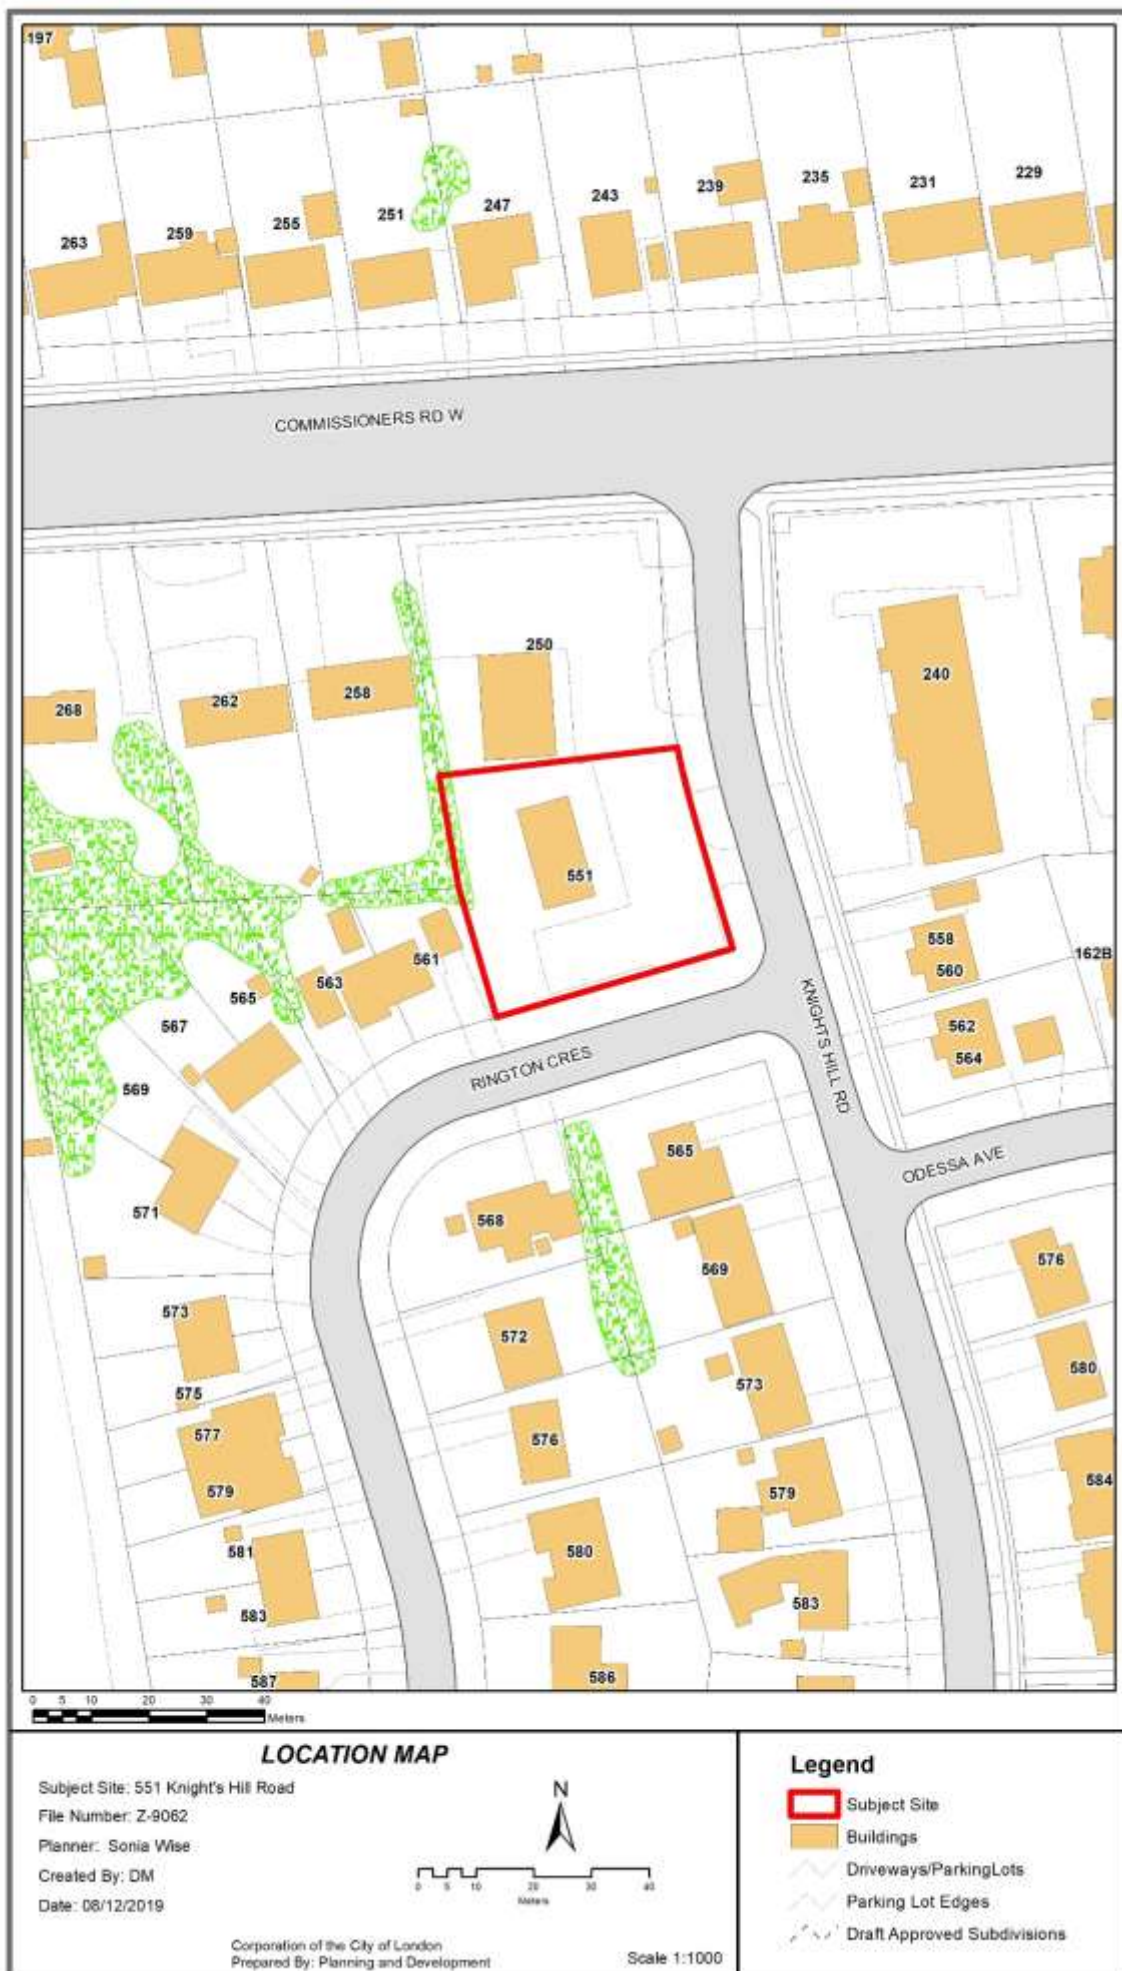 197
263
259
255
251
247
243
239
235
231
229
COMMISSIONERS RD W
250
268
262
258
240
551
561
563
565
567
569
571
558
560
162B
562
564
KNIGHTS HILL RD
RINGTON CRES
ODESSA AVE
565
568
569
576
573
572
573
580
575
577
576
579
579
584
581
580
583
583
587
586
0 5 10 20 30 40
Meters
LOCATION MAP
Subject Site: 551 Knight's Hill Road
File Number: Z-9062
Planner: Sonia Wise
Created By: DM
Date: 08/12/2019
N
0 5 10 20 30 40
Meters
Corporation of the City of London
Prepared By: Planning and Development
Scale 1:1000
Legend
Subject Site
Buildings
Driveways/ParkingLots
Parking Lot Edges
Draft Approved Subdivisions